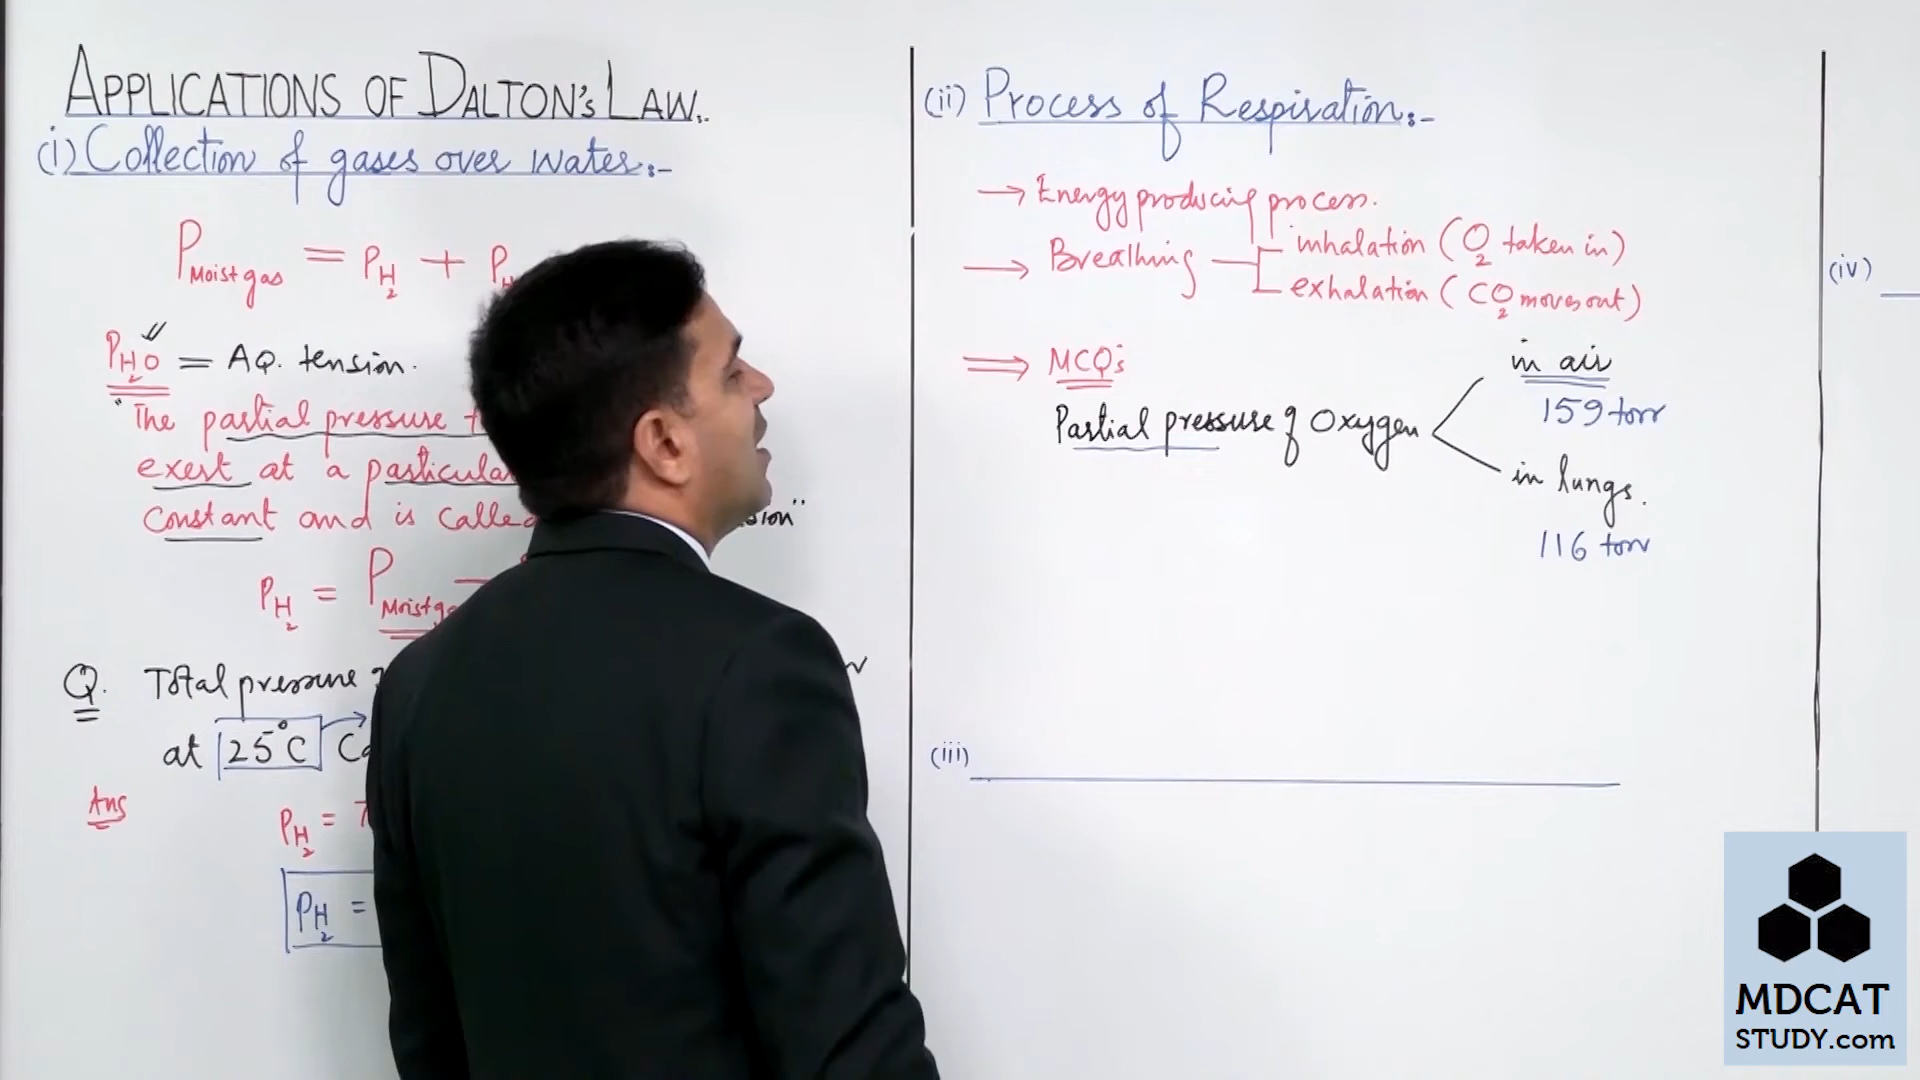 APPLICATIONS OF DALTON'S LAW:-
(i) Collection of gases over water:-
P Moist gas = P H2 + P
P H2O = AQ. tension.
"The partial pressure
exert at a particular
constant and is called
P H2 = P Moist ga
Q. Total pressure
at 25°C
Ans
P H2 =
P H2 =
(ii) Process of Respiration:-
→ Energy producing process.
→ Breathing
inhalation (O2 taken in)
exhalation (CO2 moves out)
⇒ MCQ's
Partial pressure of Oxygen
in air
159 torr
in lungs.
116 torr
(iii)
(iv)
MDCAT
STUDY.com